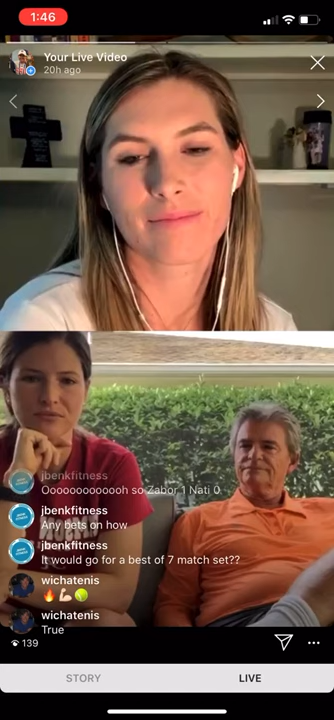 1:46
Your Live Video
20h ago
jbenkfitness
Ooooooooooooh so Zabor 1 Nati 0
jbenkfitness
Any bets on how
jbenkfitness
It would go for a best of 7 match set??
wichatenis
🔥💪🏻🎾
wichatenis
True
139
STORY
LIVE